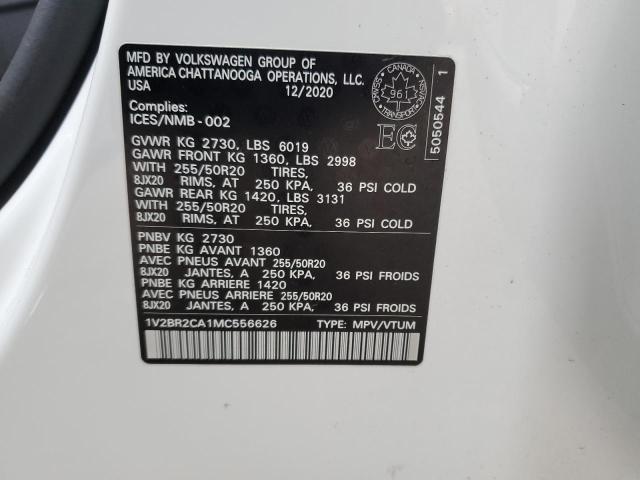 MFD BY VOLKSWAGEN GROUP OF
AMERICA CHATTANOOGA OPERATIONS, LLC.
USA 12/2020
Complies:
ICES/NMB - 002
GVWR KG 2730, LBS 6019
GAWR FRONT KG 1360, LBS 2998
WITH 255/50R20 TIRES,
8JX20 RIMS, AT 250 KPA, 36 PSI COLD
GAWR REAR KG 1420, LBS 3131
WITH 255/50R20 TIRES,
8JX20 RIMS, AT 250 KPA, 36 PSI COLD
PNBV KG 2730
PNBE KG AVANT 1360
AVEC PNEUS AVANT 255/50R20
8JX20 JANTES, A 250 KPA, 36 PSI FROIDS
PNBE KG ARRIERE 1420
AVEC PNEUS ARRIERE 255/50R20
8JX20 JANTES, A 250 KPA, 36 PSI FROIDS
1V2BR2CA1MC556626 TYPE: MPV/VTUM
CANADA
961
TRANSPORT
EC
5050544 1